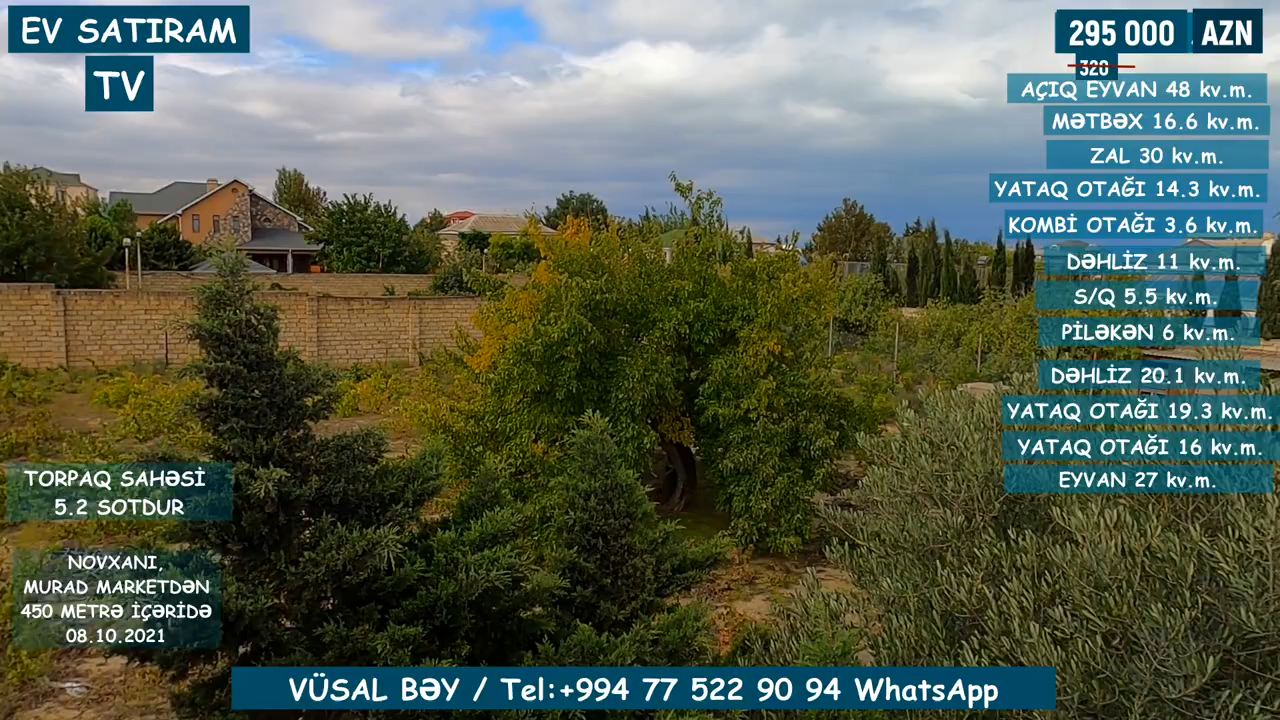 EV SATIRAM
TV
295 000 AZN
320
AÇIQ EYVAN 48 kv.m.
MƏTBƏX 16.6 kv.m.
ZAL 30 kv.m.
YATAQ OTAĞI 14.3 kv.m.
KOMBİ OTAĞI 3.6 kv.m.
DƏHLİZ 11 kv.m.
S/Q 5.5 kv.m.
PİLƏKƏN 6 kv.m.
DƏHLİZ 20.1 kv.m.
YATAQ OTAĞI 19.3 kv.m.
YATAQ OTAĞI 16 kv.m.
EYVAN 27 kv.m.
TORPAQ SAHƏSİ
5.2 SOTDUR
NOVXANI,
MURAD MARKETDƏN
450 METRƏ İÇƏRİDƏ
08.10.2021
VÜSAL BƏY / Tel:+994 77 522 90 94 WhatsApp